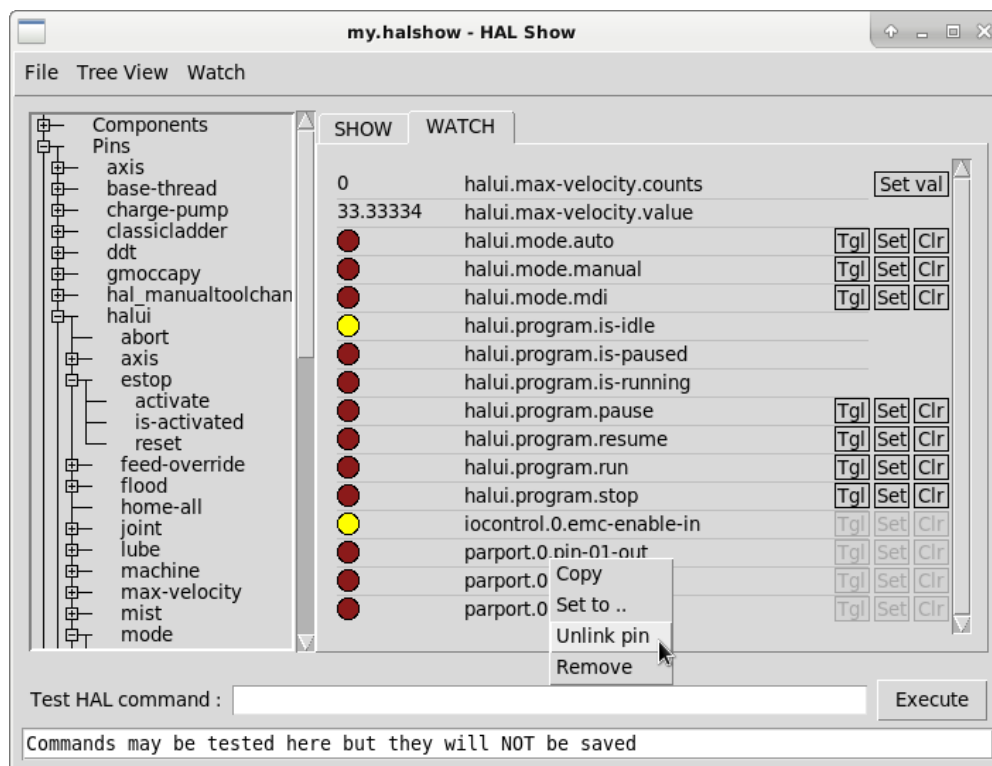 my.halshow - HAL Show
File Tree View Watch
Components
Pins
axis
base-thread
charge-pump
classicladder
ddt
gmoccapy
hal_manualtoolchan
halui
abort
axis
estop
activate
is-activated
reset
feed-override
flood
home-all
joint
lube
machine
max-velocity
mist
mode
SHOW WATCH
0 halui.max-velocity.counts Set val
33.33334 halui.max-velocity.value
halui.mode.auto Tgl Set Clr
halui.mode.manual Tgl Set Clr
halui.mode.mdi Tgl Set Clr
halui.program.is-idle
halui.program.is-paused
halui.program.is-running
halui.program.pause Tgl Set Clr
halui.program.resume Tgl Set Clr
halui.program.run Tgl Set Clr
halui.program.stop Tgl Set Clr
iocontrol.0.emc-enable-in Tgl Set Clr
parport.0.pin-01-out Tgl Set Clr
parport.0 Tgl Set Clr
parport.0 Tgl Set Clr
Copy
Set to ..
Unlink pin
Remove
Test HAL command : Execute
Commands may be tested here but they will NOT be saved